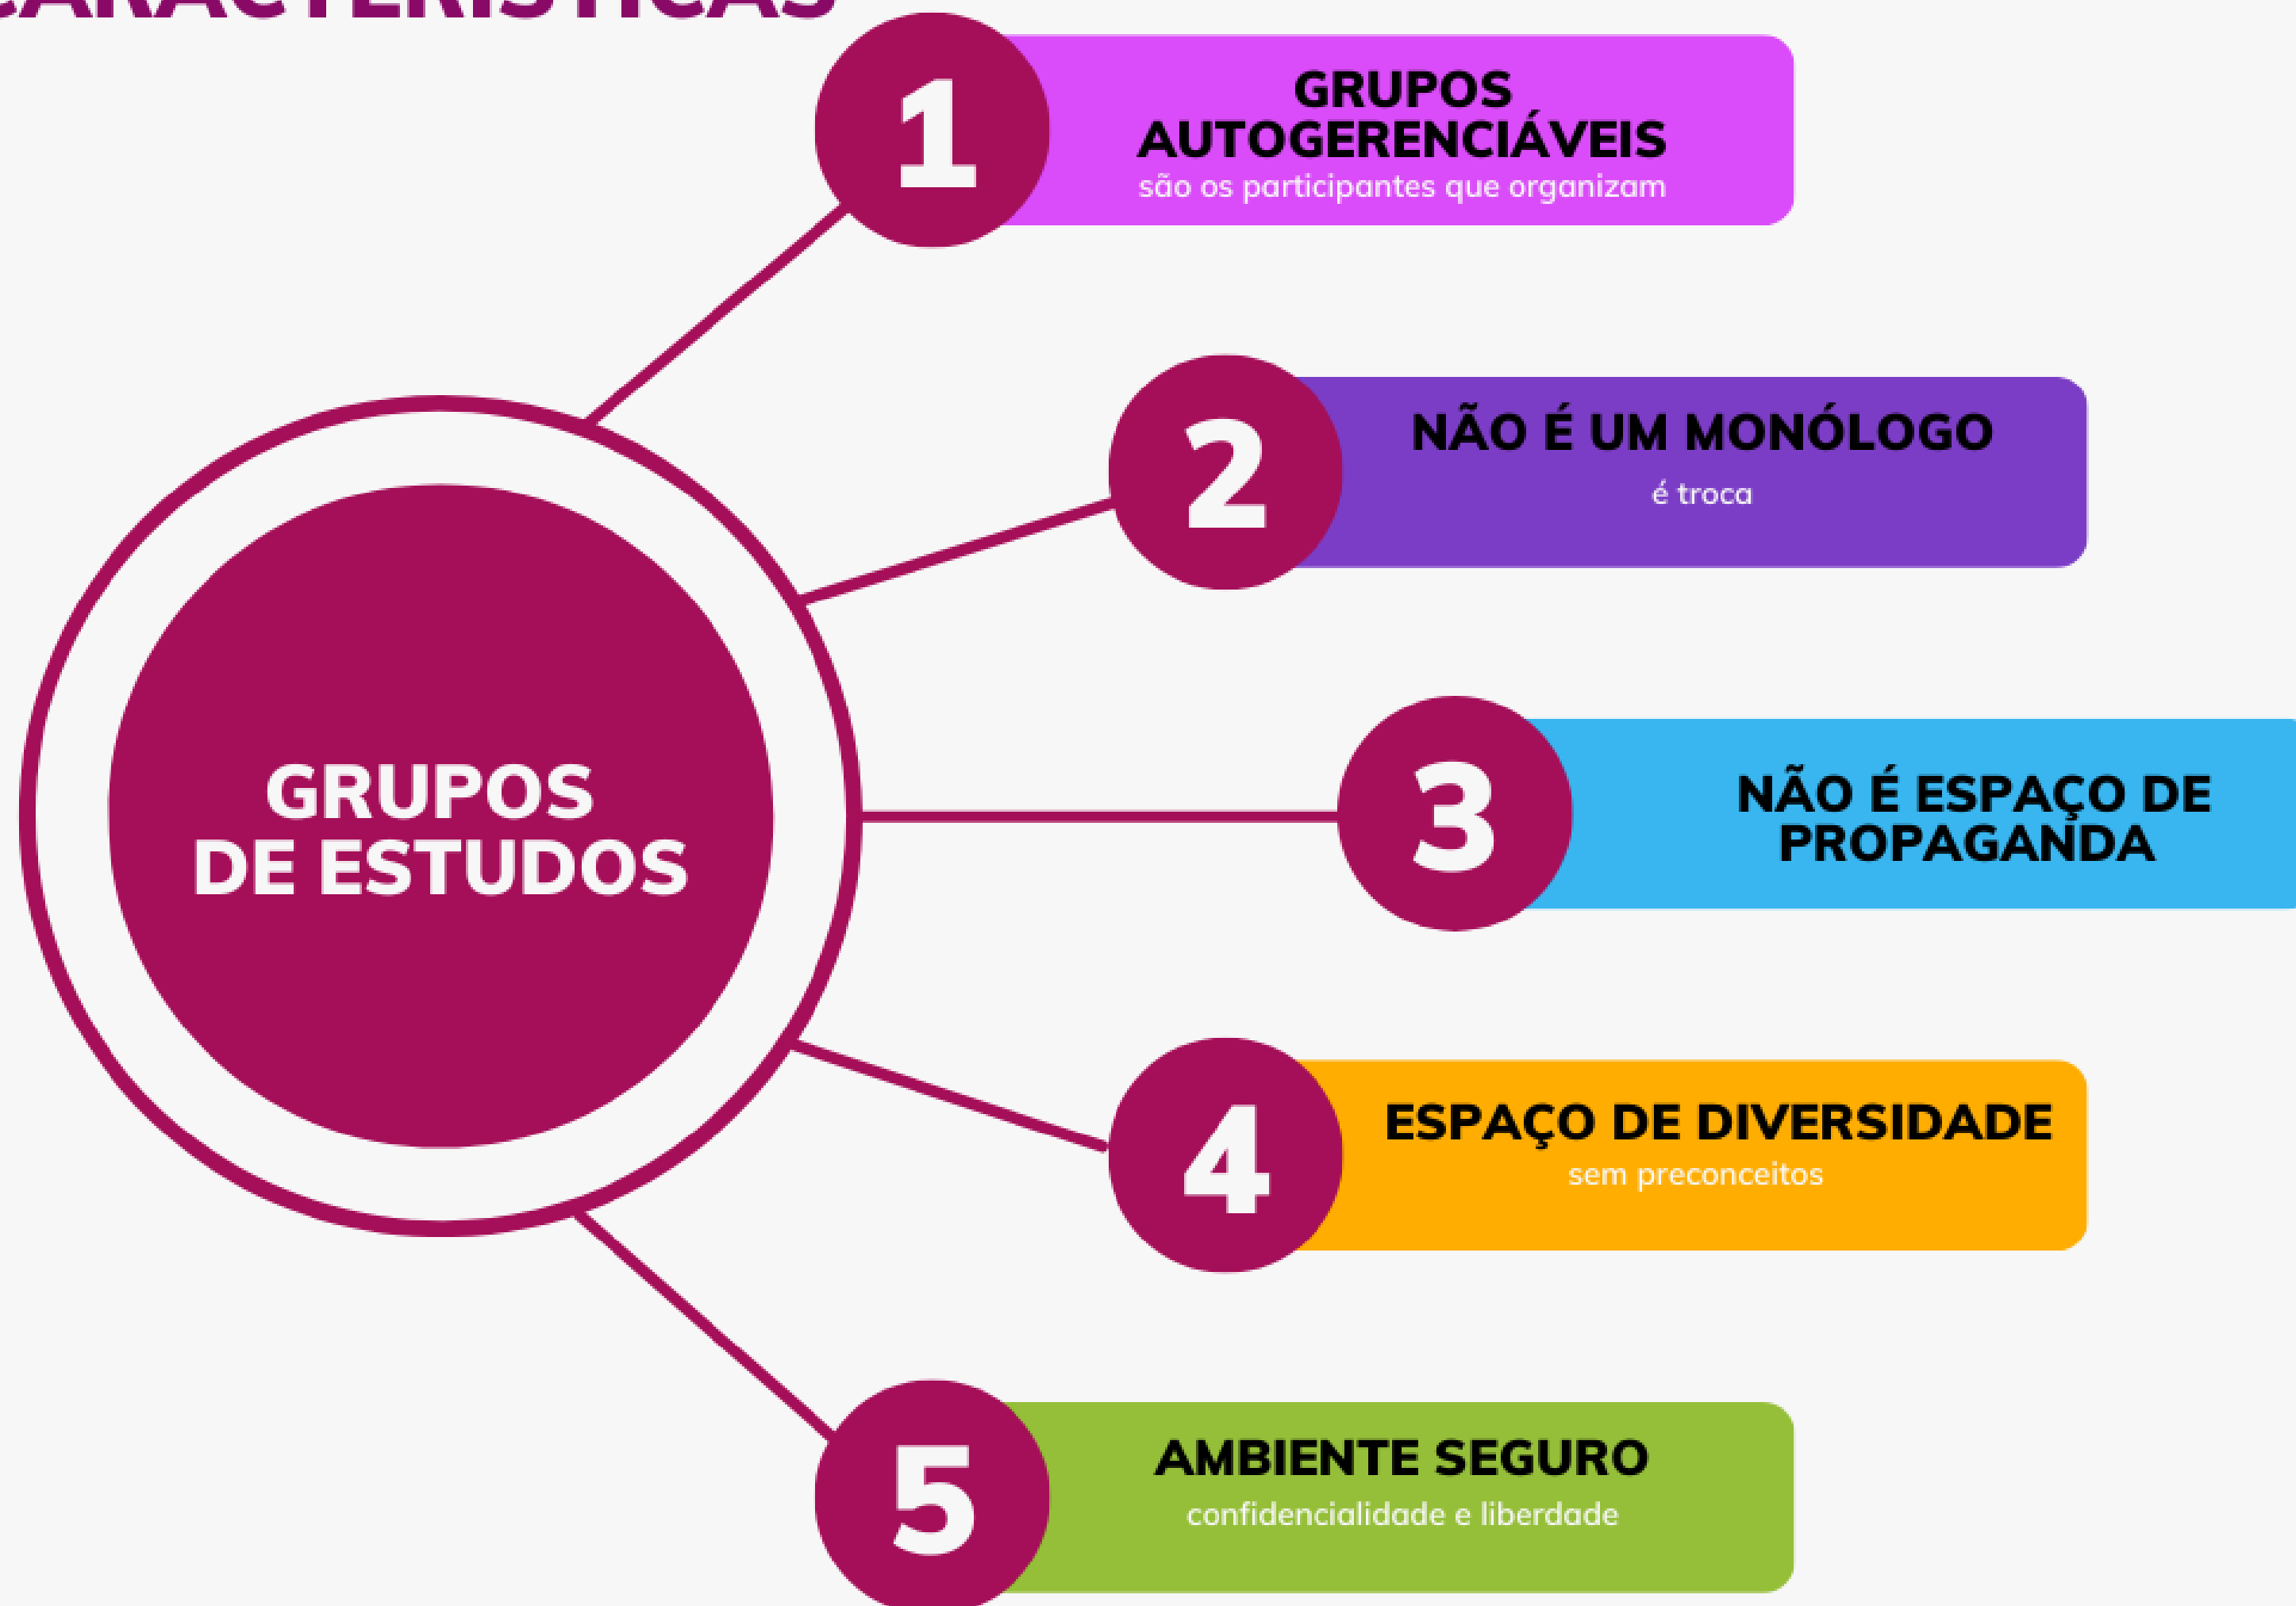 CARACTERÍSTICAS
1
GRUPOS
AUTOGERENCIÁVEIS
são os participantes que organizam
2
NÃO É UM MONÓLOGO
é troca
GRUPOS
DE ESTUDOS
3
NÃO É ESPAÇO DE
PROPAGANDA
4
ESPAÇO DE DIVERSIDADE
sem preconceitos
5
AMBIENTE SEGURO
confidencialidade e liberdade